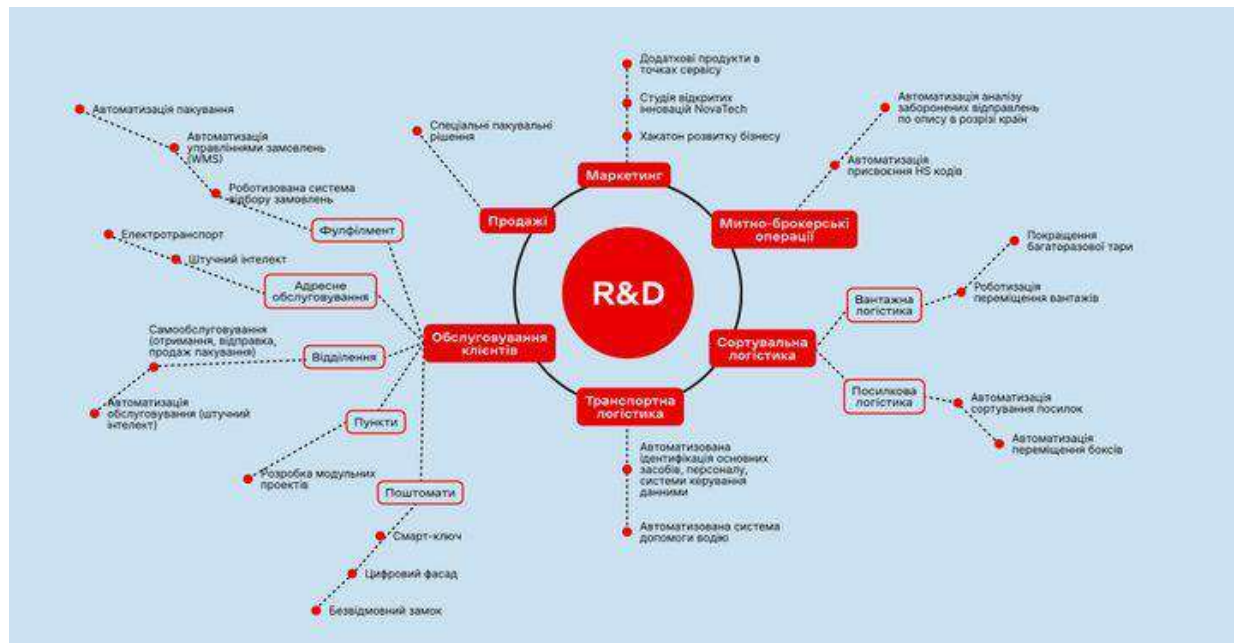 Додаткові продукти в
точках сервісу
Студія відкритих
інновацій NovaTech
Хакатон розвитку бізнесу
Маркетинг
Автоматизація аналізу
заборонених відправлень
по опису в розрізі країн
Автоматизація
присвоєння HS кодів
Митно-брокерські
операції
Спеціальні пакувальні
рішення
Продажі
Автоматизація пакування
Автоматизація
управліннями замовлень
(WMS)
Роботизована система
відбору замовлень
Фулфілмент
Електротранспорт
Штучний інтелект
Адресне
обслуговування
Самообслуговування
(отримання, відправка,
продаж пакування)
Відділення
Автоматизація
обслуговування (штучний
інтелект)
Пункти
Розробка модульних
проектів
Поштомати
Смарт-ключ
Цифровий фасад
Безвідмовний замок
Обслуговування
клієнтів
R&D
Покращення
багаторазової тари
Роботизація
переміщення вантажів
Вантажна
логістика
Сортувальна
логістика
Посилкова
логістика
Автоматизація
сортування посилок
Автоматизація
переміщення боксів
Транспортна
логістика
Автоматизована
ідентифікація основних
засобів, персоналу,
системи керування
данними
Автоматизована система
допомоги водію